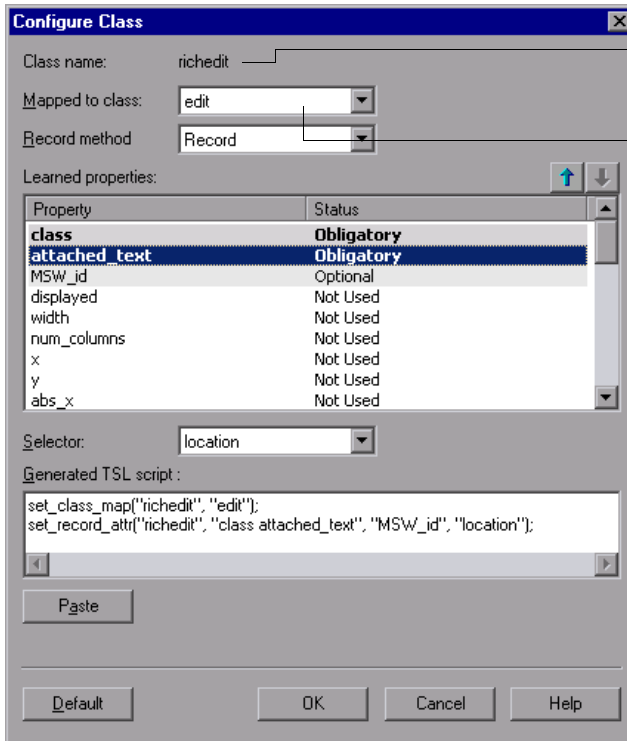 Configure Class
Class name: richedit
Mapped to class: edit
Record method Record
Learned properties:
Property Status
class Obligatory
attached_text Obligatory
MSW_id Optional
displayed Not Used
width Not Used
num_columns Not Used
x Not Used
y Not Used
abs_x Not Used
Selector: location
Generated TSL script :
set_class_map("richedit", "edit");
set_record_attr("richedit", "class attached_text", "MSW_id", "location");
Paste
Default OK Cancel Help